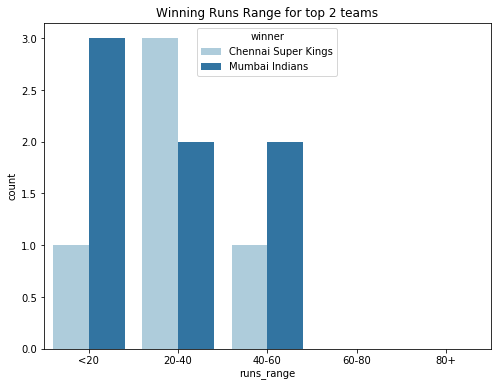 Winning Runs Range for top 2 teams
winner
Chennai Super Kings
Mumbai Indians
count
3.0
2.5
2.0
1.5
1.0
0.5
0.0
<20 20-40 40-60 60-80 80+
runs_range